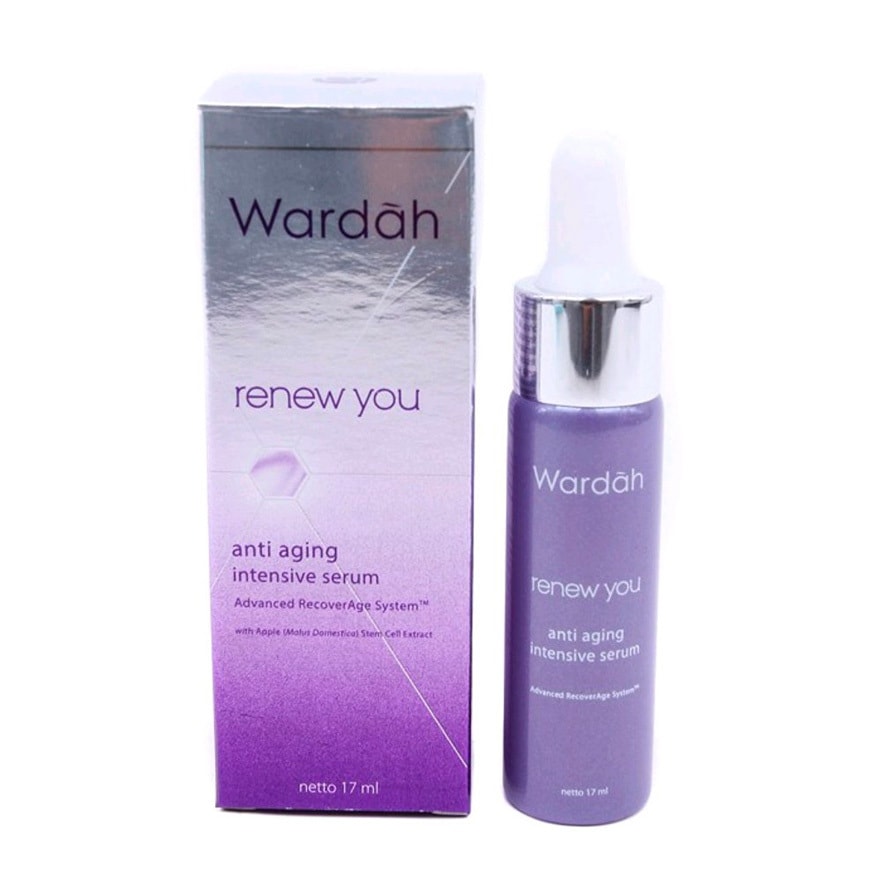 Wardāh
renew you
anti aging
intensive serum
Advanced RecoverAge System™
with Apple (Malus Domestica) Stem Cell Extract
netto 17 ml
Wardāh
renew you
anti aging
intensive serum
Advanced RecoverAge System™
netto 17 ml